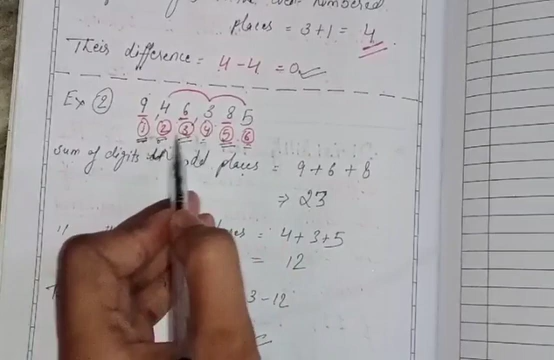 numbered
places = 3+1 = 4
Their difference = 4-4 = 0
Ex ② 9,4 6,3 8 5
① ② ③ ④ ⑤ ⑥
sum of digits places = 9+6+8
⇒ 23
= 4+3+5
= 12
3-12